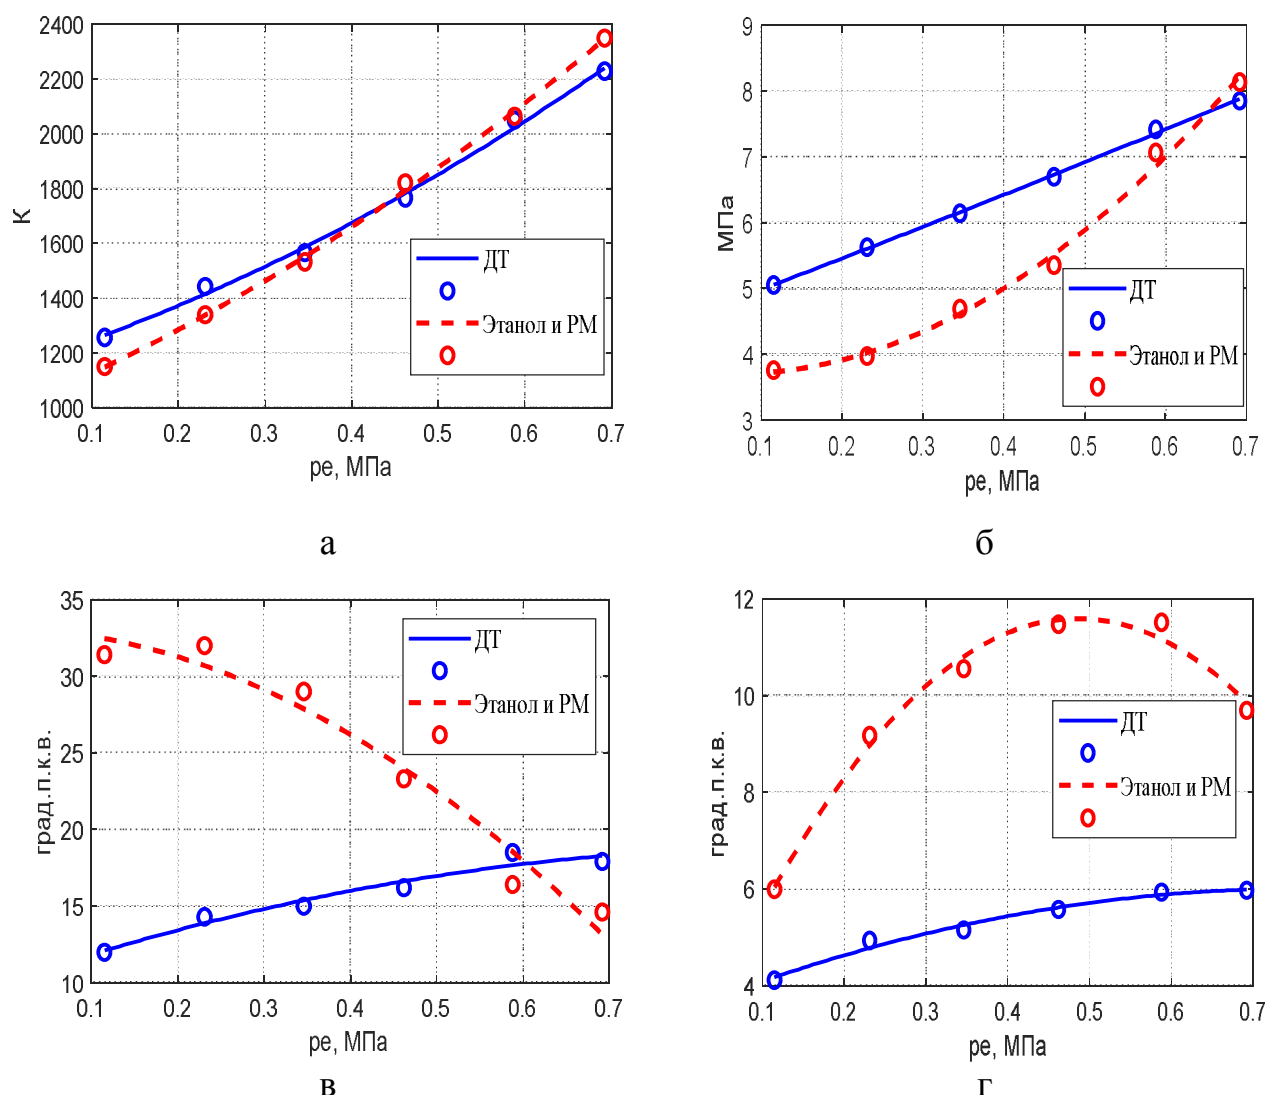 2400
2200
2000
1800
1600
1400
1200
1000
К
0.1 0.2 0.3 0.4 0.5 0.6 0.7
pe, МПа
ДТ
Этанол и РМ
а
9
8
7
6
5
4
3
МПа
0.1 0.2 0.3 0.4 0.5 0.6 0.7
pe, МПа
ДТ
Этанол и РМ
б
35
30
25
20
15
10
град.п.к.в.
0.1 0.2 0.3 0.4 0.5 0.6 0.7
pe, МПа
ДТ
Этанол и РМ
в
12
10
8
6
4
град.п.к.в.
0.1 0.2 0.3 0.4 0.5 0.6 0.7
pe, МПа
ДТ
Этанол и РМ
г